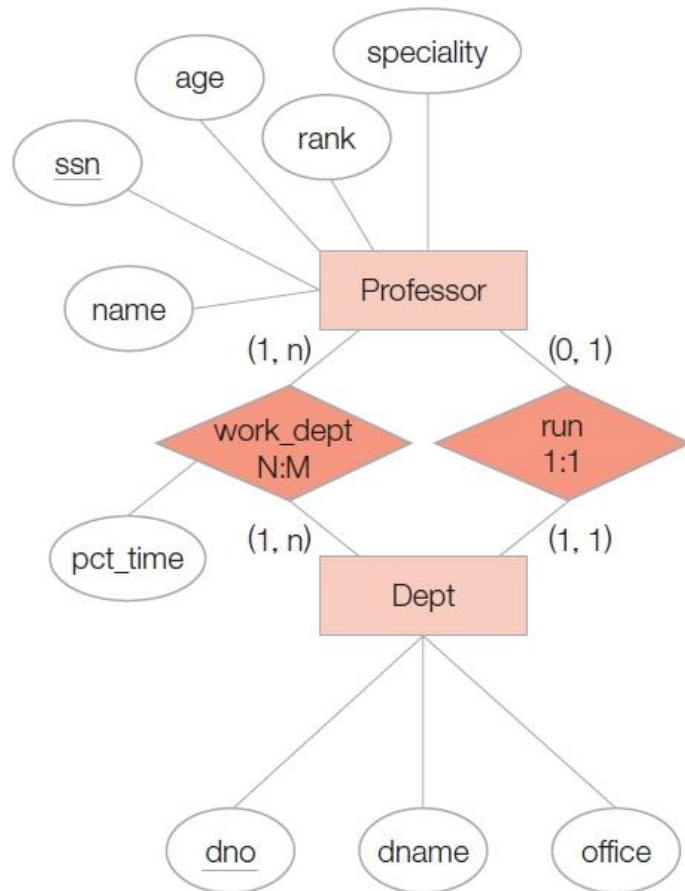 speciality
age
rank
ssn
Professor
name
(1, n)
(0, 1)
work_dept
N:M
run
1:1
pct_time
(1, n)
(1, 1)
Dept
dno
dname
office